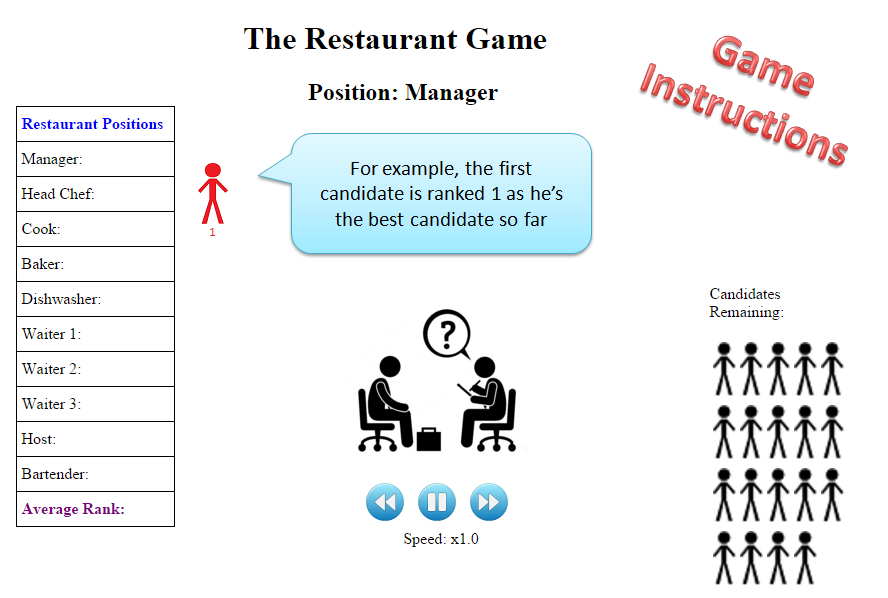 The Restaurant Game
Game
Instructions
Position: Manager
Restaurant Positions
Manager:
Head Chef:
Cook:
Baker:
Dishwasher:
Waiter 1:
Waiter 2:
Waiter 3:
Host:
Bartender:
Average Rank:
1
For example, the first
candidate is ranked 1 as he's
the best candidate so far
?
Speed: x1.0
Candidates
Remaining: